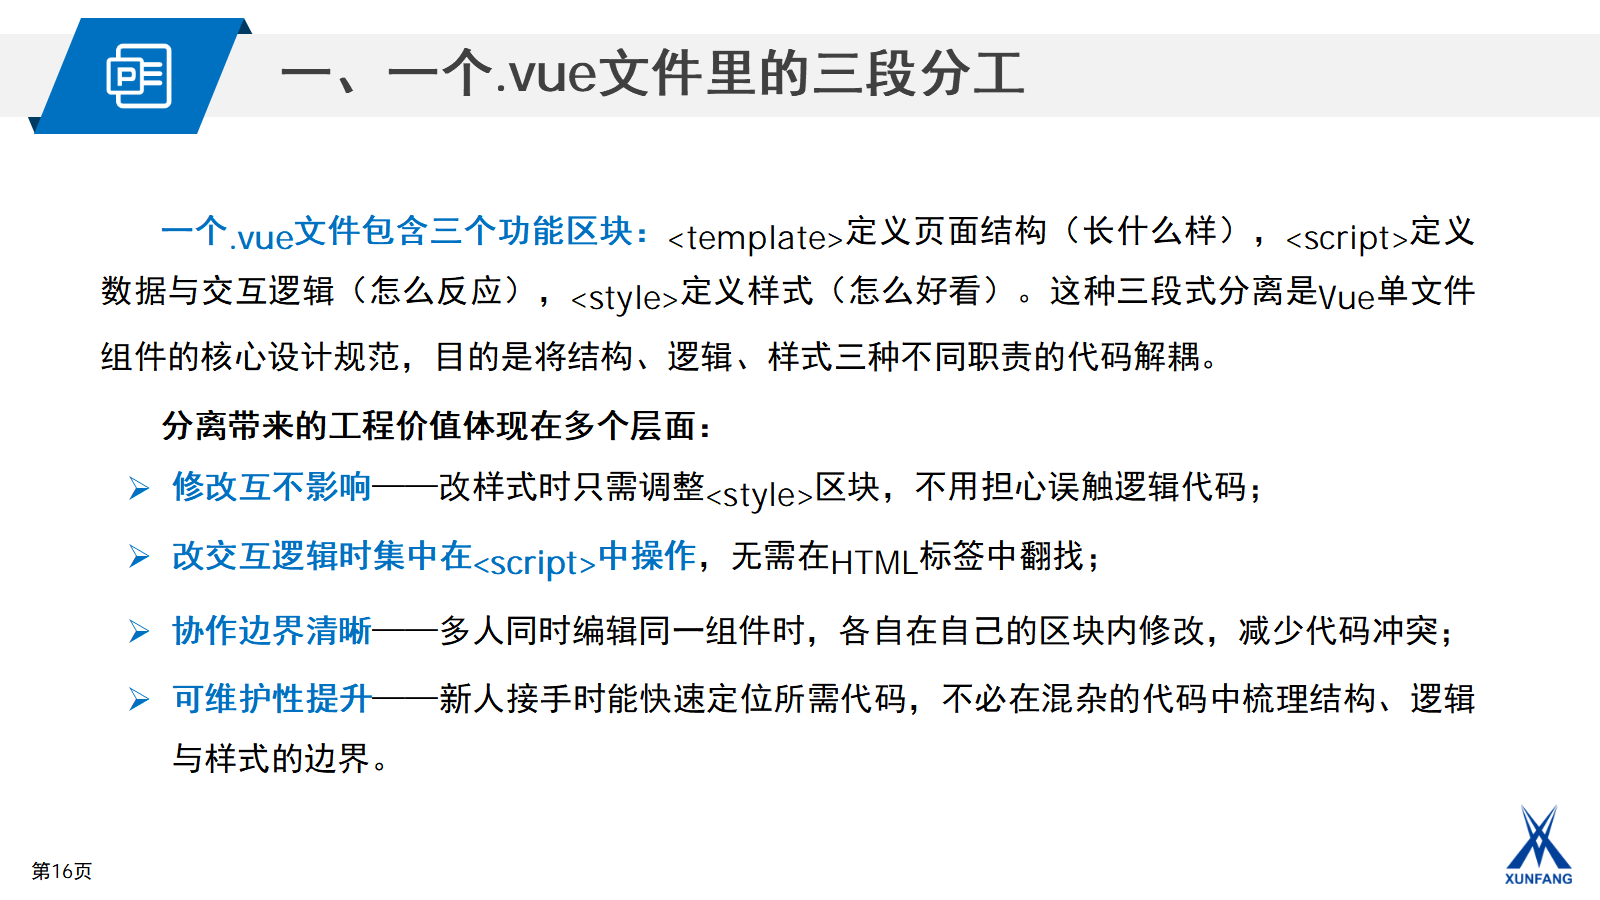 一、一个.vue文件里的三段分工
一个.vue文件包含三个功能区块：<template>定义页面结构（长什么样），<script>定义
数据与交互逻辑（怎么反应），<style>定义样式（怎么好看）。这种三段式分离是Vue单文件
组件的核心设计规范，目的是将结构、逻辑、样式三种不同职责的代码解耦。
分离带来的工程价值体现在多个层面：
➢ 修改互不影响——改样式时只需调整<style>区块，不用担心误触逻辑代码；
➢ 改交互逻辑时集中在<script>中操作，无需在HTML标签中翻找；
➢ 协作边界清晰——多人同时编辑同一组件时，各自在自己的区块内修改，减少代码冲突；
➢ 可维护性提升——新人接手时能快速定位所需代码，不必在混杂的代码中梳理结构、逻辑
与样式的边界。
第16页
XUNFANG